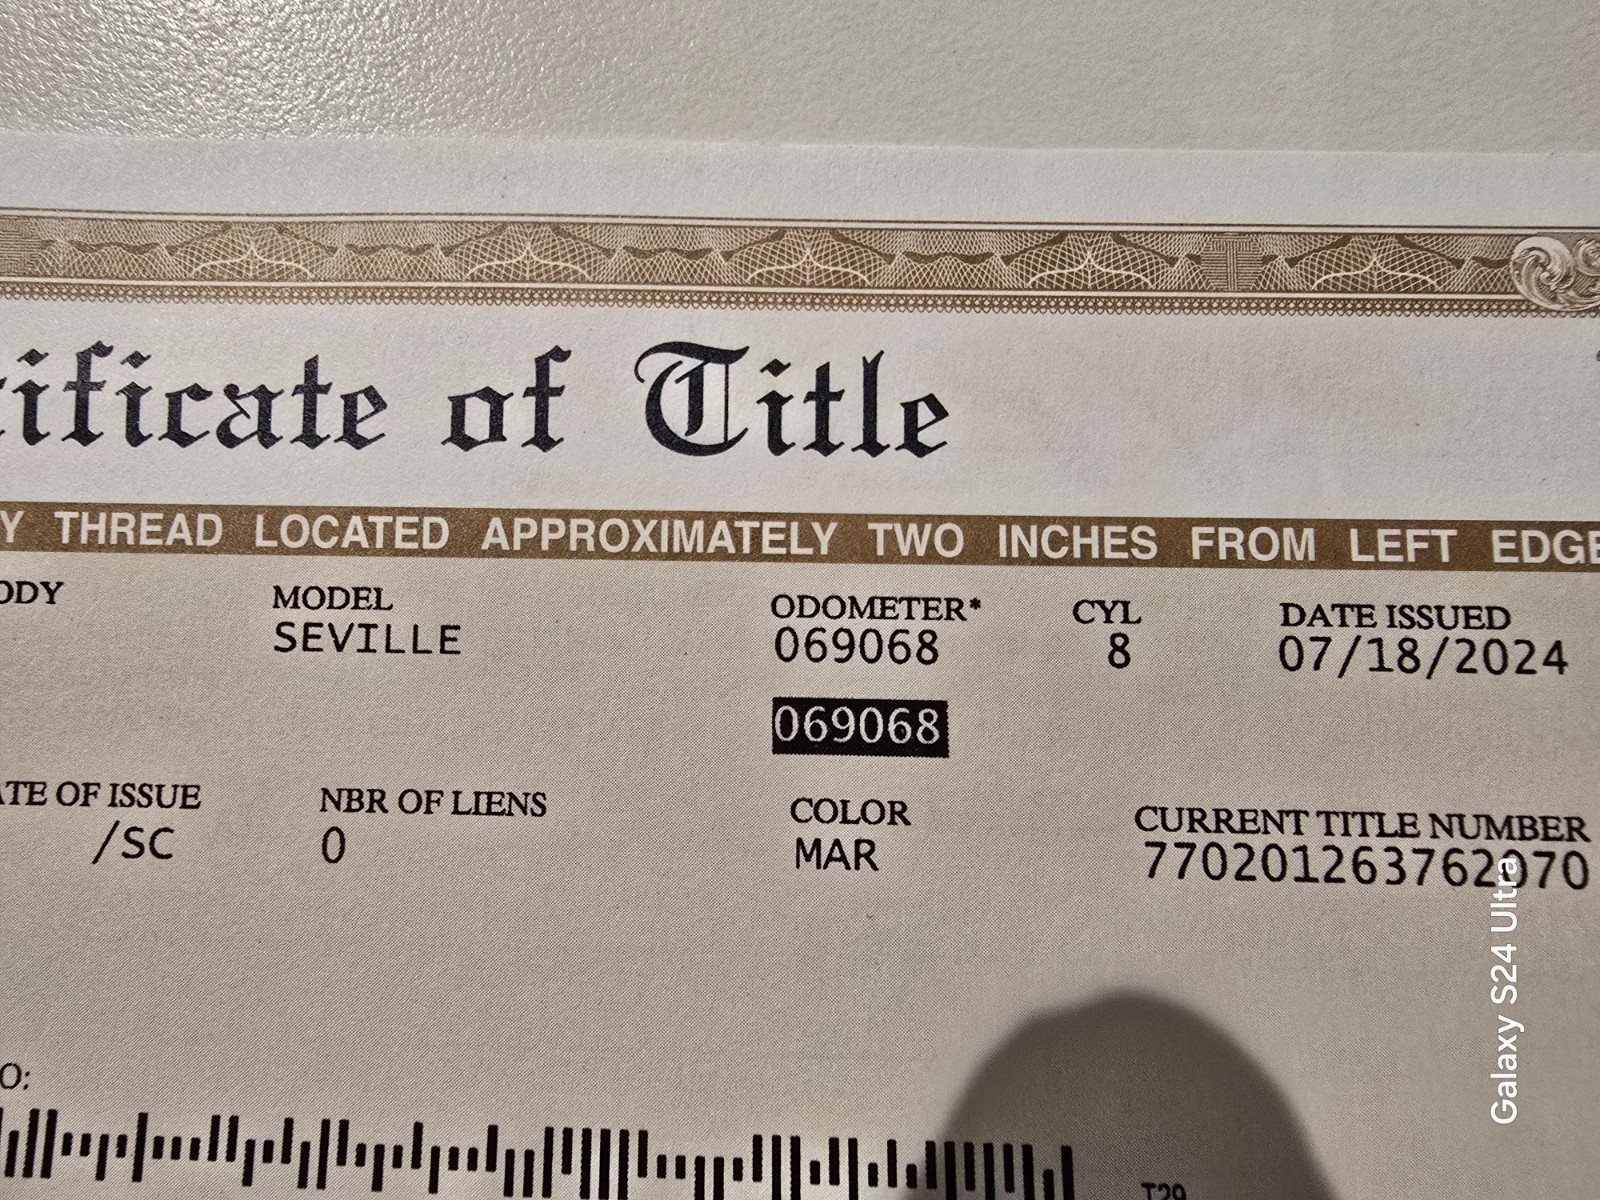 ificate of Title
THREAD LOCATED APPROXIMATELY TWO INCHES FROM LEFT EDGE
ODY MODEL ODOMETER* CYL DATE ISSUED
SEVILLE 069068 8 07/18/2024
069068
ATE OF ISSUE NBR OF LIENS COLOR CURRENT TITLE NUMBER
/SC 0 MAR 770201263762070
O:
Galaxy S24 Ultra